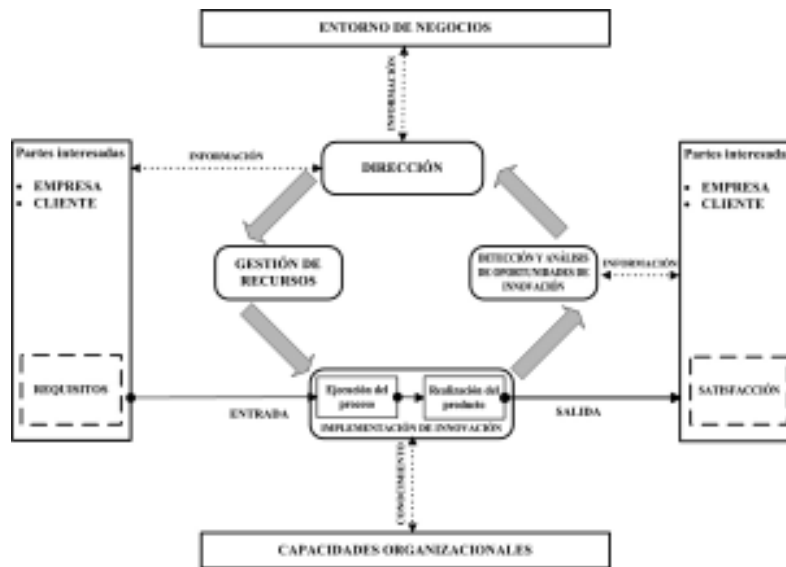 ENTORNO DE NEGOCIOS
INFORMACIÓN
Partes interesadas
• EMPRESA
• CLIENTE
INFORMACIÓN
DIRECCIÓN
Partes interesada
• EMPRESA
• CLIENTE
GESTIÓN DE
RECURSOS
DETECCIÓN Y ANÁLISIS
DE OPORTUNIDADES DE
INNOVACIÓN
INFORMACIÓN
REQUISITOS
ENTRADA
Ejecución del
proceso
Realización del
producto
IMPLEMENTACIÓN DE INNOVACIÓN
SALIDA
SATISFACCIÓN
CONOCIMIENTO
CAPACIDADES ORGANIZACIONALES